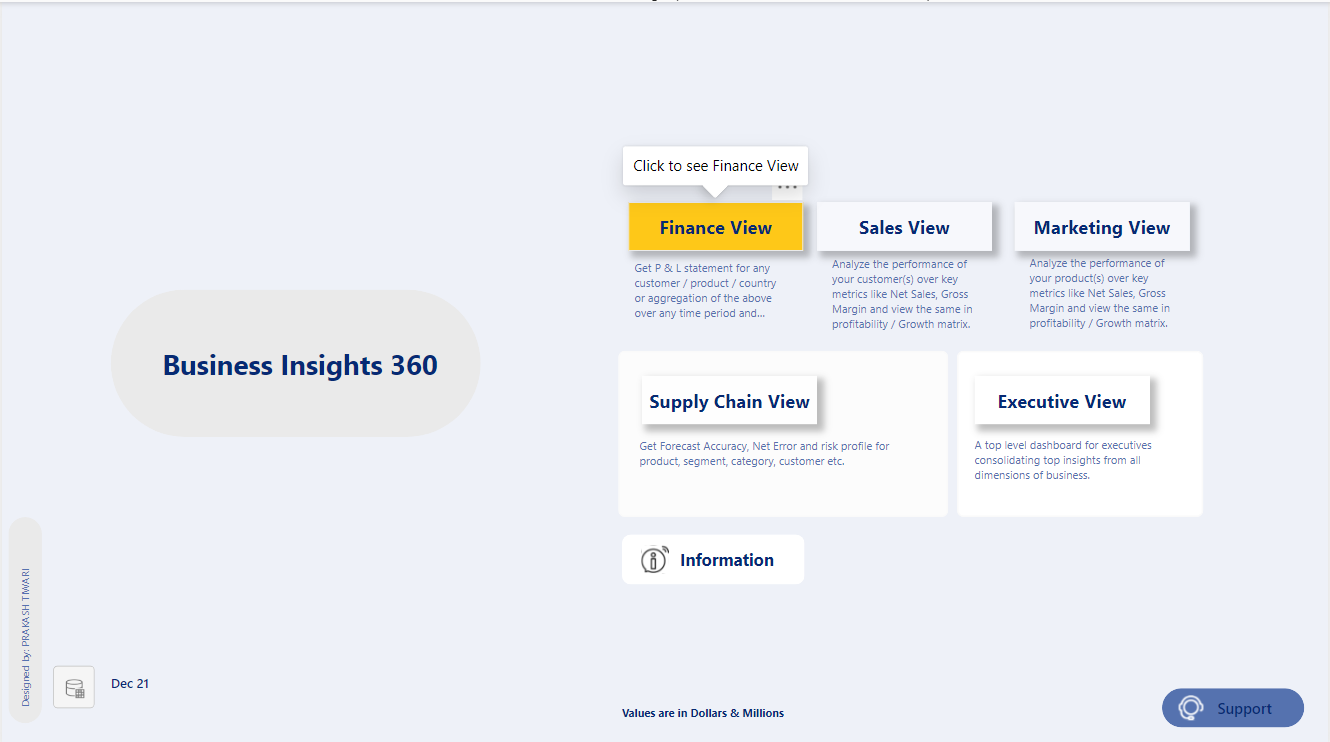 Click to see Finance View
Finance View
Sales View
Marketing View
Get P & L statement for any
customer / product / country
or aggregation of the above
over any time period and...
Analyze the performance of
your customer(s) over key
metrics like Net Sales, Gross
Margin and view the same in
profitability / Growth matrix.
Analyze the performance of
your product(s) over key
metrics like Net Sales, Gross
Margin and view the same in
profitability / Growth matrix.
Business Insights 360
Supply Chain View
Executive View
Get Forecast Accuracy, Net Error and risk profile for
product, segment, category, customer etc.
A top level dashboard for executives
consolidating top insights from all
dimensions of business.
Information
Designed by: PRAKASH TIWARI
Dec 21
Values are in Dollars & Millions
Support